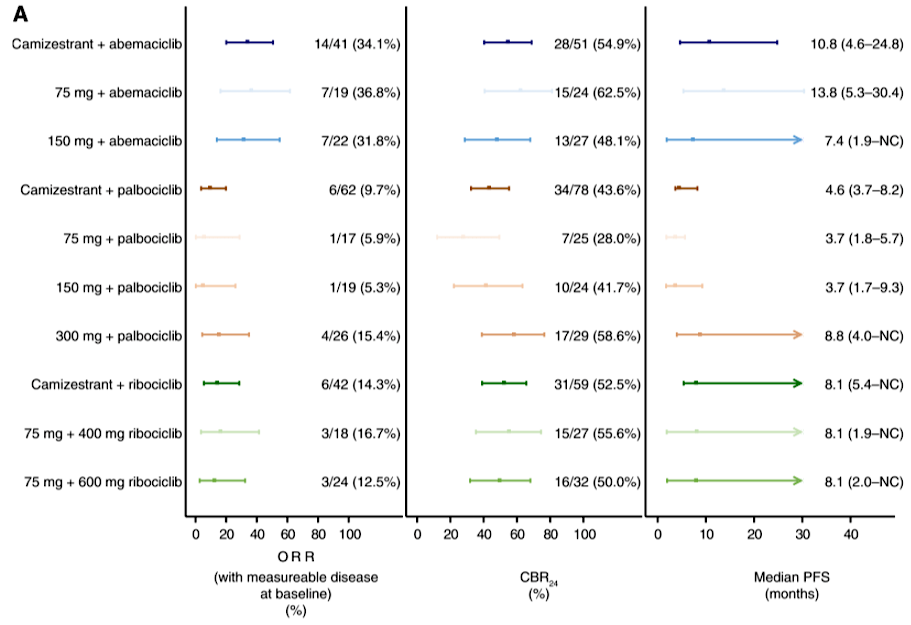 A
Camizestrant + abemaciclib 14/41 (34.1%) 28/51 (54.9%) 10.8 (4.6–24.8)
75 mg + abemaciclib 7/19 (36.8%) 15/24 (62.5%) 13.8 (5.3–30.4)
150 mg + abemaciclib 7/22 (31.8%) 13/27 (48.1%) 7.4 (1.9–NC)
Camizestrant + palbociclib 6/62 (9.7%) 34/78 (43.6%) 4.6 (3.7–8.2)
75 mg + palbociclib 1/17 (5.9%) 7/25 (28.0%) 3.7 (1.8–5.7)
150 mg + palbociclib 1/19 (5.3%) 10/24 (41.7%) 3.7 (1.7–9.3)
300 mg + palbociclib 4/26 (15.4%) 17/29 (58.6%) 8.8 (4.0–NC)
Camizestrant + ribociclib 6/42 (14.3%) 31/59 (52.5%) 8.1 (5.4–NC)
75 mg + 400 mg ribociclib 3/18 (16.7%) 15/27 (55.6%) 8.1 (1.9–NC)
75 mg + 600 mg ribociclib 3/24 (12.5%) 16/32 (50.0%) 8.1 (2.0–NC)
0 20 40 60 80 100 0 20 40 60 80 100 0 10 20 30 40
O R R
(with measureable disease
at baseline)
(%)
CBR24
(%)
Median PFS
(months)